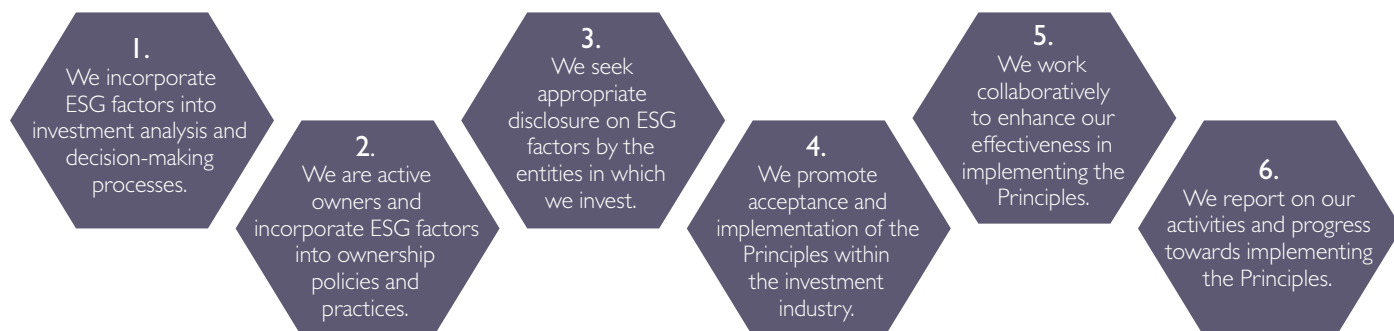 1.
We incorporate
ESG factors into
investment analysis and
decision-making
processes.
2.
We are active
owners and
incorporate ESG factors
into ownership
policies and
practices.
3.
We seek
appropriate
disclosure on ESG
factors by the
entities in which
we invest.
4.
We promote
acceptance and
implementation of the
Principles within
the investment
industry.
5.
We work
collaboratively
to enhance our
effectiveness in
implementing the
Principles.
6.
We report on our
activities and progress
towards implementing
the Principles.